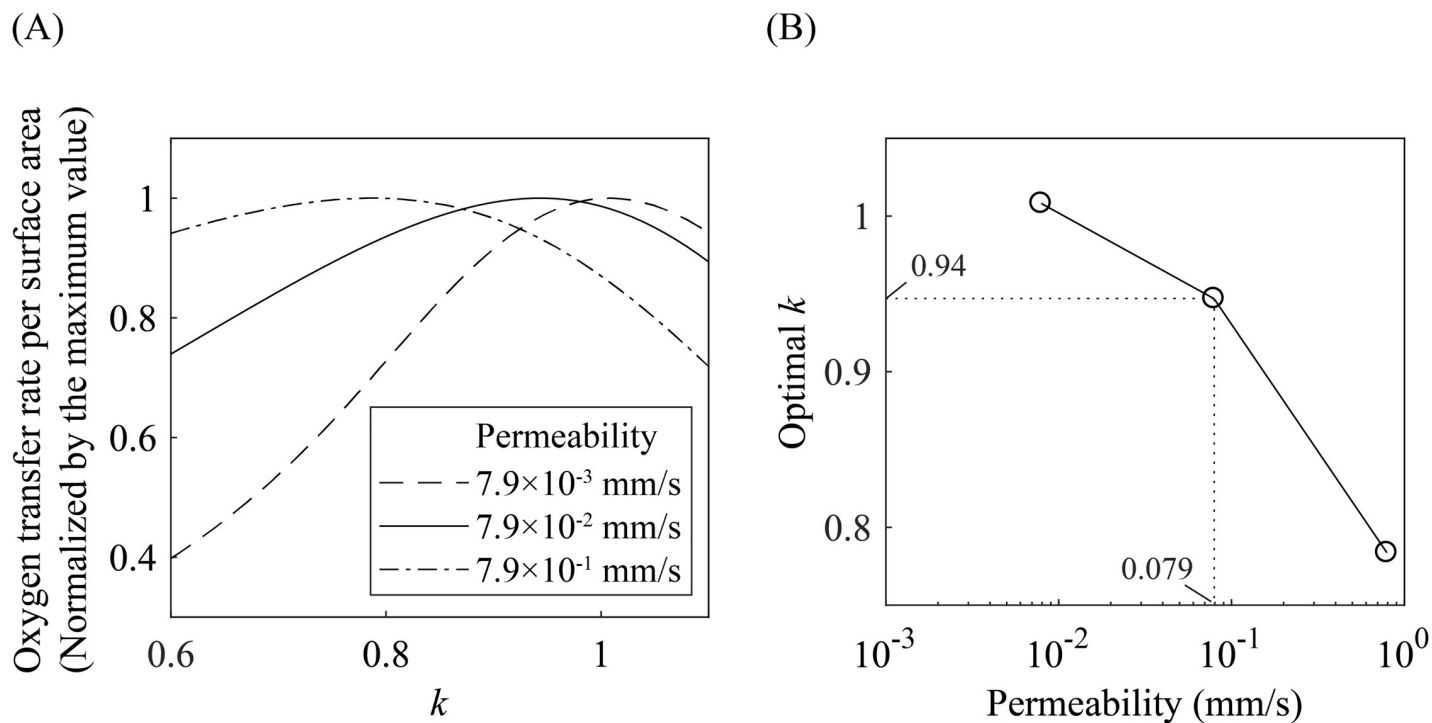 (A)
Oxygen transfer rate per surface area
(Normalized by the maximum value)
1
0.8
0.6
0.4
0.6
0.8
1
k
Permeability
7.9×10⁻³ mm/s
7.9×10⁻² mm/s
7.9×10⁻¹ mm/s
(B)
Optimal k
1
0.9
0.8
0.94
0.079
10⁻³
10⁻²
10⁻¹
10⁰
Permeability (mm/s)